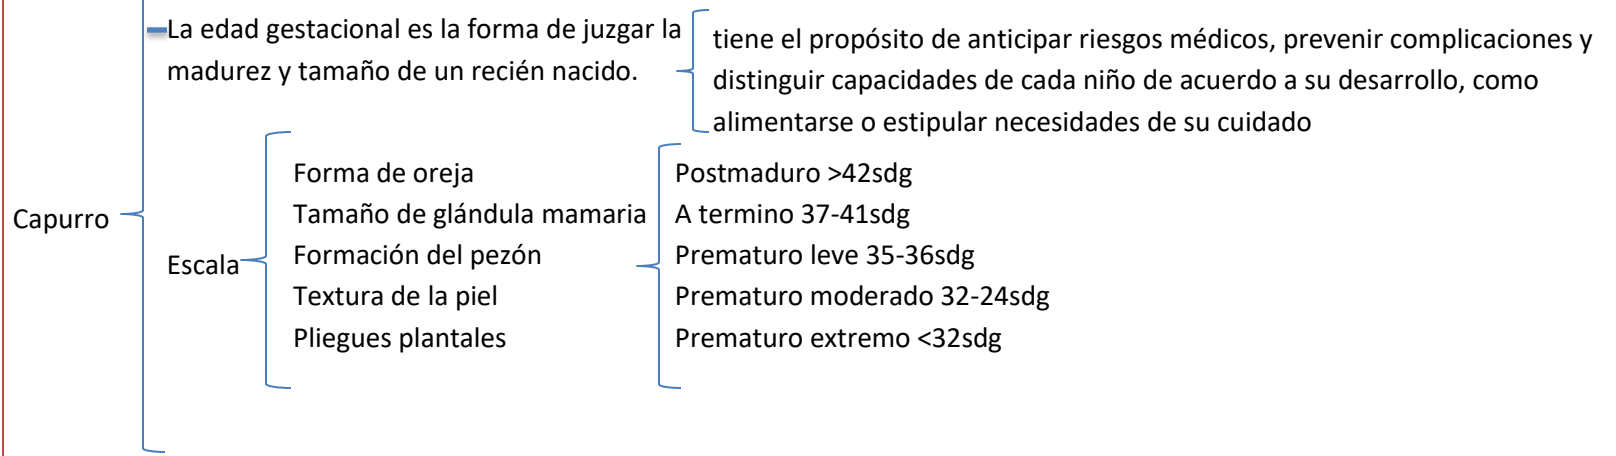 La edad gestacional es la forma de juzgar la
madurez y tamaño de un recién nacido.
tiene el propósito de anticipar riesgos médicos, prevenir complicaciones y
distinguir capacidades de cada niño de acuerdo a su desarrollo, como
alimentarse o estipular necesidades de su cuidado
Capurro
Escala
Forma de oreja
Tamaño de glándula mamaria
Formación del pezón
Textura de la piel
Pliegues plantales
Postmaduro >42sdg
A termino 37-41sdg
Prematuro leve 35-36sdg
Prematuro moderado 32-24sdg
Prematuro extremo <32sdg